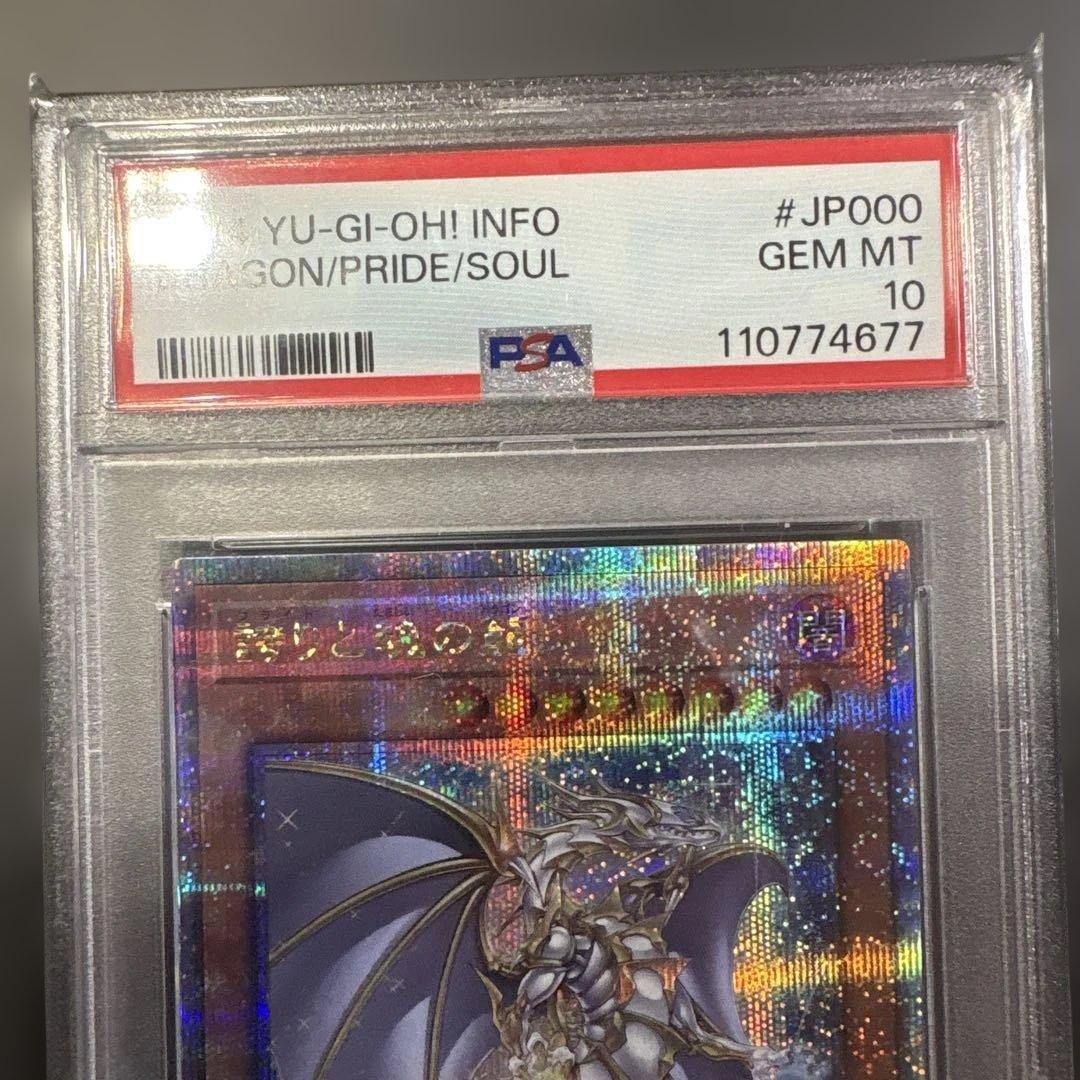 YU-GI-OH! INFO
#JP000
AGON/PRIDE/SOUL
GEM MT
10
PSA
110774677
誇りと魂の龍
闇